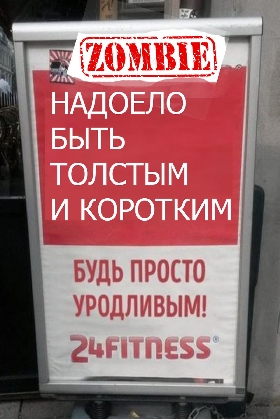 ZOMBIE
НАДОЕЛО
БЫТЬ
ТОЛСТЫМ
И КОРОТКИМ
БУДЬ ПРОСТО
УРОДЛИВЫМ!
24FITNESS®